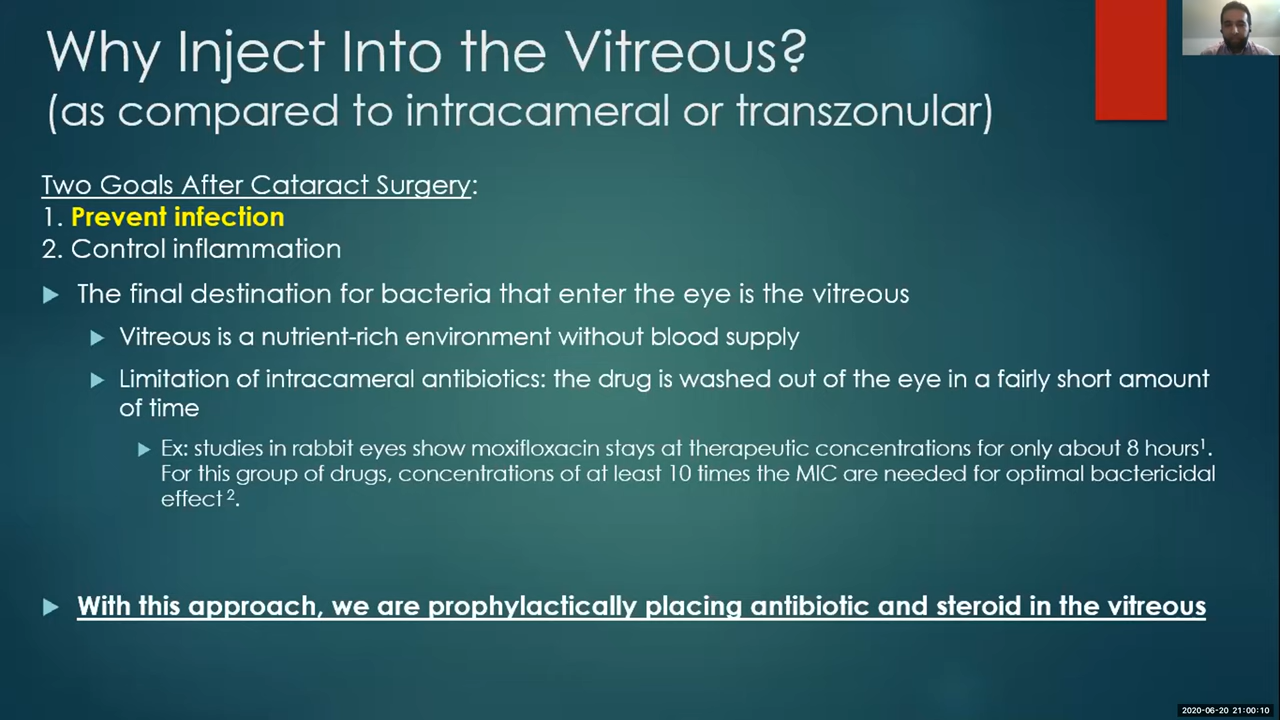 Why Inject Into the Vitreous?
(as compared to intracameral or transzonular)
Two Goals After Cataract Surgery:
1. Prevent infection
2. Control inflammation
The final destination for bacteria that enter the eye is the vitreous
Vitreous is a nutrient-rich environment without blood supply
Limitation of intracameral antibiotics: the drug is washed out of the eye in a fairly short amount
of time
Ex: studies in rabbit eyes show moxifloxacin stays at therapeutic concentrations for only about 8 hours¹.
For this group of drugs, concentrations of at least 10 times the MIC are needed for optimal bactericidal
effect ².
With this approach, we are prophylactically placing antibiotic and steroid in the vitreous
2020-06-20 21:00:10